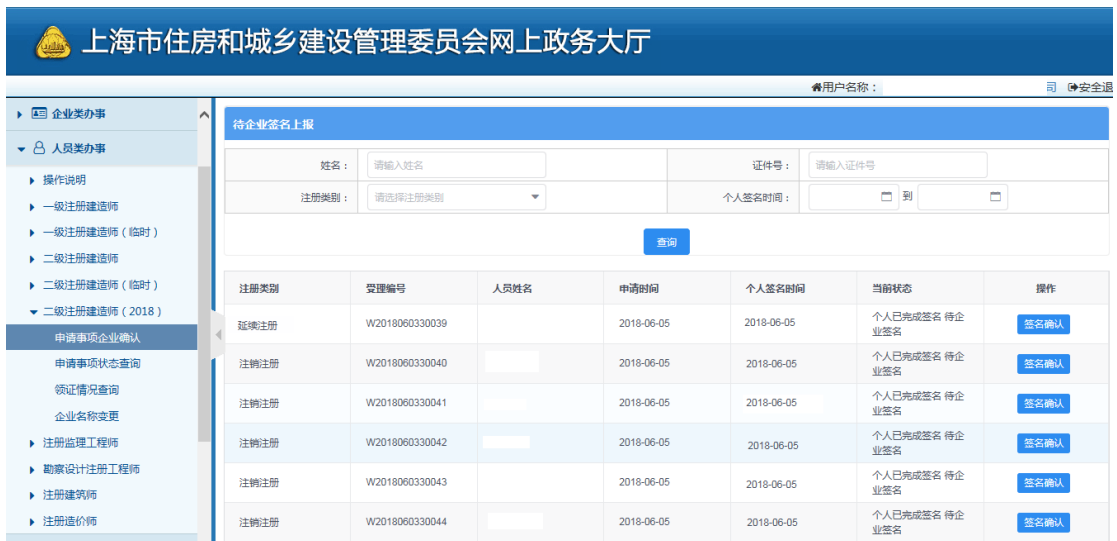 上海市住房和城乡建设管理委员会网上政务大厅
用户名称：
司 安全退
企业类办事
人员类办事
操作说明
一级注册建造师
一级注册建造师（临时）
二级注册建造师
二级注册建造师（临时）
二级注册建造师（2018）
申请事项企业确认
申请事项状态查询
领证情况查询
企业名称变更
注册监理工程师
勘察设计注册工程师
注册建筑师
注册造价师
待企业签名上报
姓名： 请输入姓名 证件号： 请输入证件号
注册类别： 请选择注册类别 个人签名时间： 到
查询
注册类别 受理编号 人员姓名 申请时间 个人签名时间 当前状态 操作
延续注册 W2018060330039 2018-06-05 2018-06-05 个人已完成签名 待企
业签名 签名确认
注销注册 W2018060330040 2018-06-05 2018-06-05 个人已完成签名 待企
业签名 签名确认
注销注册 W2018060330041 2018-06-05 2018-06-05 个人已完成签名 待企
业签名 签名确认
注销注册 W2018060330042 2018-06-05 2018-06-05 个人已完成签名 待企
业签名 签名确认
注销注册 W2018060330043 2018-06-05 2018-06-05 个人已完成签名 待企
业签名 签名确认
注销注册 W2018060330044 2018-06-05 2018-06-05 个人已完成签名 待企
业签名 签名确认